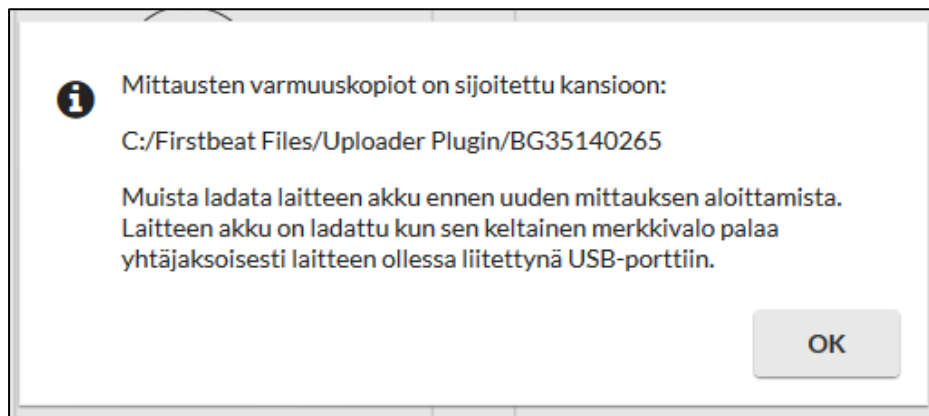 Mittausten varmuuskopiot on sijoitettu kansioon:
C:/Firstbeat Files/Uploader Plugin/BG35140265
Muista ladata laitteen akku ennen uuden mittauksen aloittamista.
Laitteen akku on ladattu kun sen keltainen merkkivalo palaa
yhtäjaksoisesti laitteen ollessa liitettynä USB-porttiin.
OK